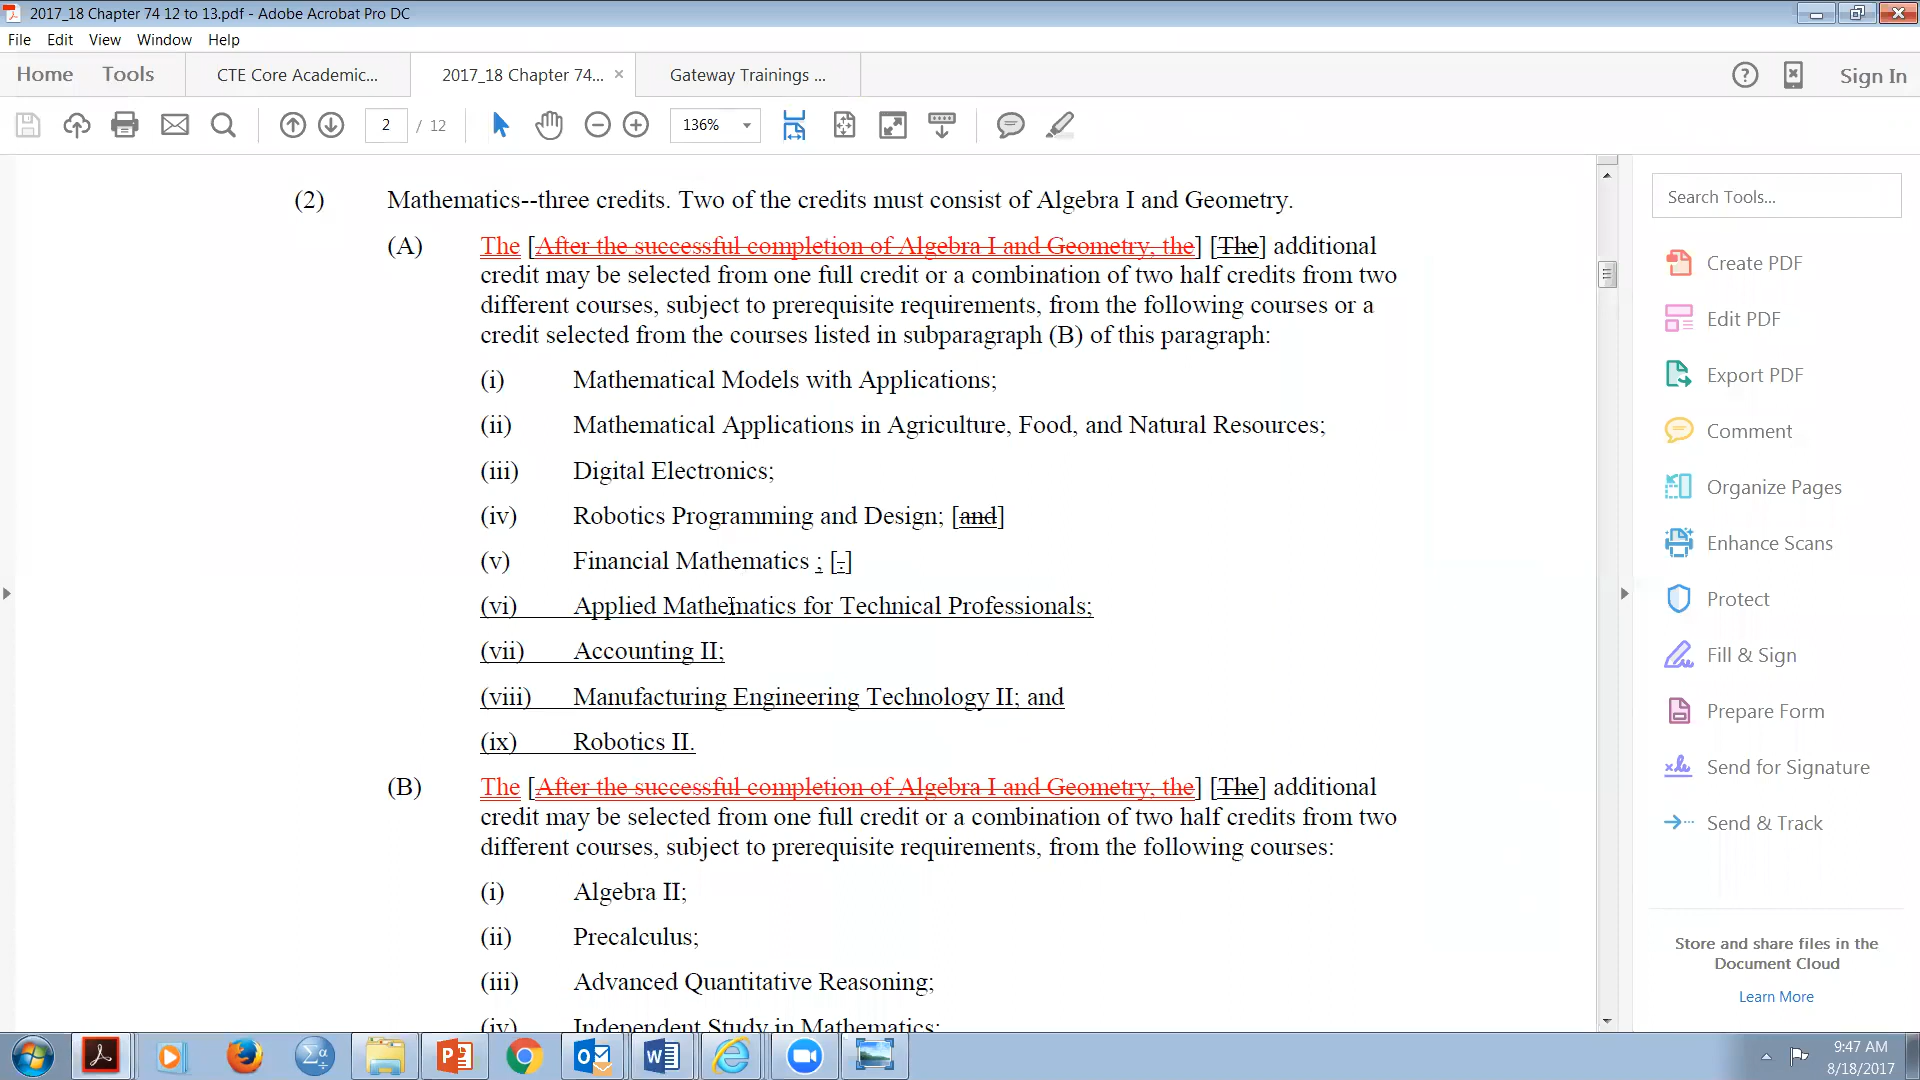 2017_18 Chapter 74 12 to 13.pdf - Adobe Acrobat Pro DC
File Edit View Window Help
Home Tools CTE Core Academic... 2017_18 Chapter 74... × Gateway Trainings ... Sign In
2 / 12 136%
(2) Mathematics--three credits. Two of the credits must consist of Algebra I and Geometry.
(A) The [After the successful completion of Algebra I and Geometry, the] [The] additional
credit may be selected from one full credit or a combination of two half credits from two
different courses, subject to prerequisite requirements, from the following courses or a
credit selected from the courses listed in subparagraph (B) of this paragraph:
(i) Mathematical Models with Applications;
(ii) Mathematical Applications in Agriculture, Food, and Natural Resources;
(iii) Digital Electronics;
(iv) Robotics Programming and Design; [and]
(v) Financial Mathematics ; [.]
(vi) Applied Mathematics for Technical Professionals;
(vii) Accounting II;
(viii) Manufacturing Engineering Technology II; and
(ix) Robotics II.
(B) The [After the successful completion of Algebra I and Geometry, the] [The] additional
credit may be selected from one full credit or a combination of two half credits from two
different courses, subject to prerequisite requirements, from the following courses:
(i) Algebra II;
(ii) Precalculus;
(iii) Advanced Quantitative Reasoning;
(iv) Independent Study in Mathematics;
Search Tools...
Create PDF
Edit PDF
Export PDF
Comment
Organize Pages
Enhance Scans
Protect
Fill & Sign
Prepare Form
Send for Signature
Send & Track
Store and share files in the
Document Cloud
Learn More
9:47 AM
8/18/2017